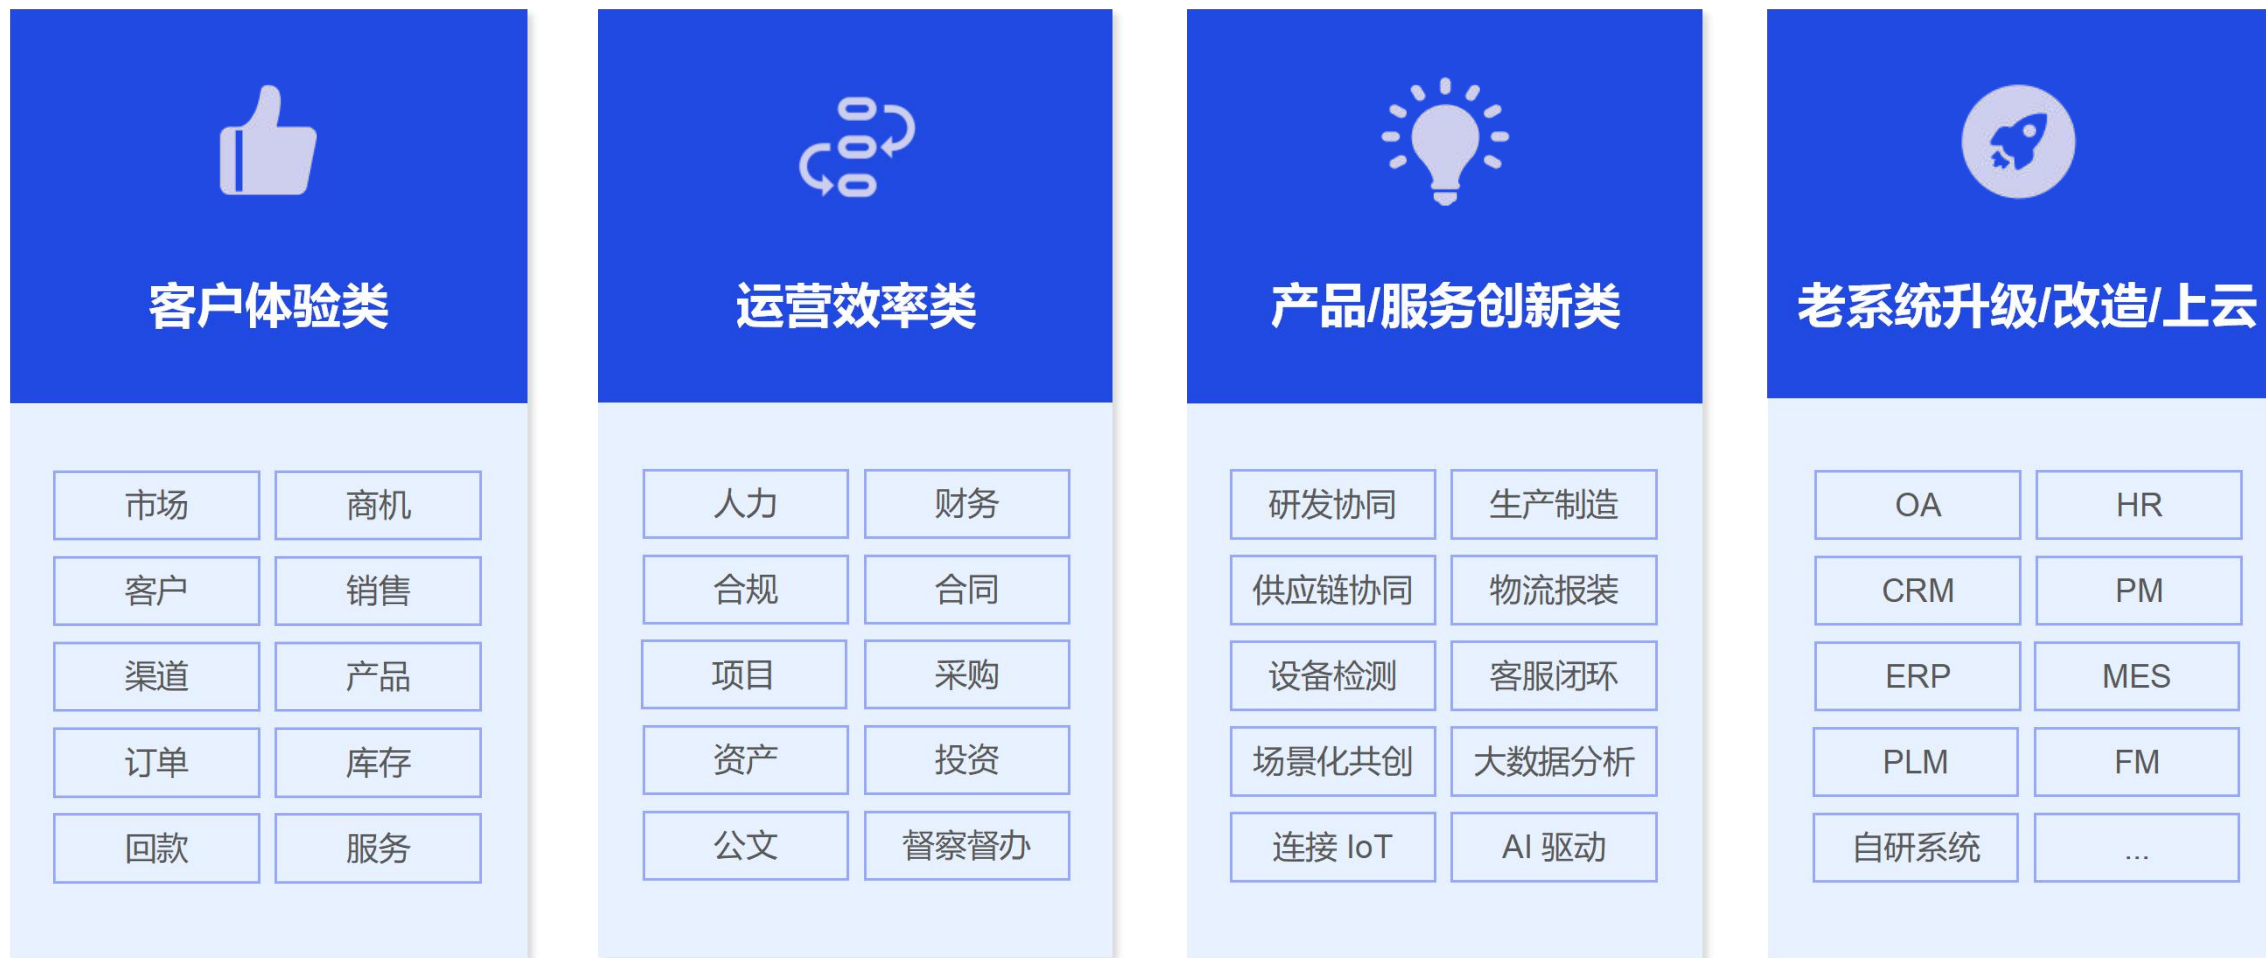 客户体验类
市场
商机
客户
销售
渠道
产品
订单
库存
回款
服务
运营效率类
人力
财务
合规
合同
项目
采购
资产
投资
公文
督察督办
产品/服务创新类
研发协同
生产制造
供应链协同
物流报装
设备检测
客服闭环
场景化共创
大数据分析
连接 IoT
AI 驱动
老系统升级/改造/上云
OA
HR
CRM
PM
ERP
MES
PLM
FM
自研系统
...